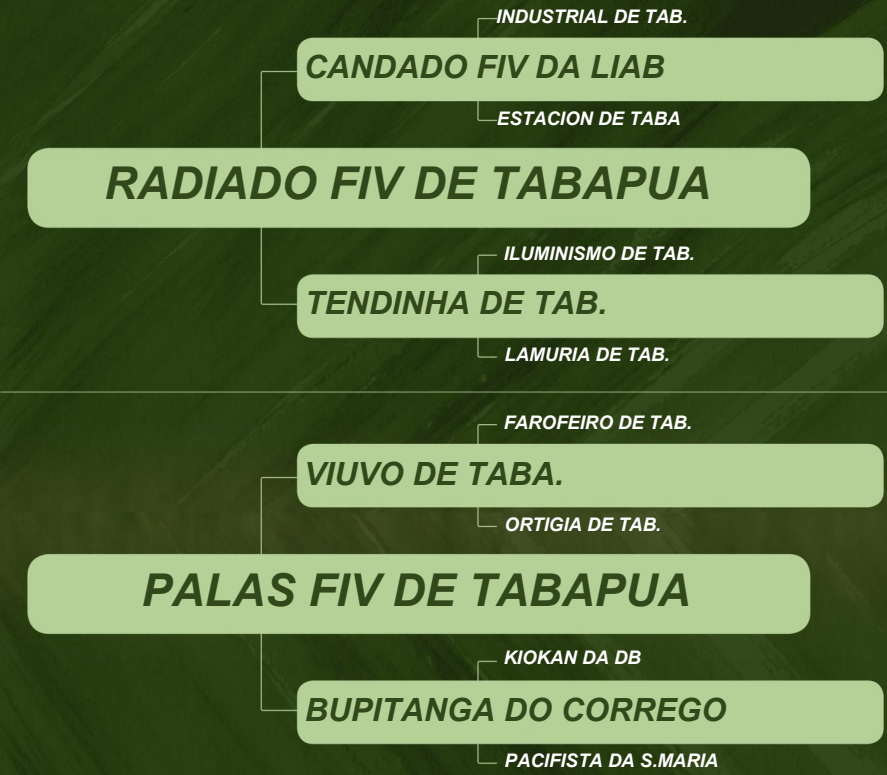 INDUSTRIAL DE TAB.
CANDADO FIV DA LIAB
ESTACION DE TABA
RADIADO FIV DE TABAPUA
ILUMINISMO DE TAB.
TENDINHA DE TAB.
LAMURIA DE TAB.
FAROFEIRO DE TAB.
VIUVO DE TABA.
ORTIGIA DE TAB.
PALAS FIV DE TABAPUA
KIOKAN DA DB
BUPITANGA DO CORREGO
PACIFISTA DA S.MARIA